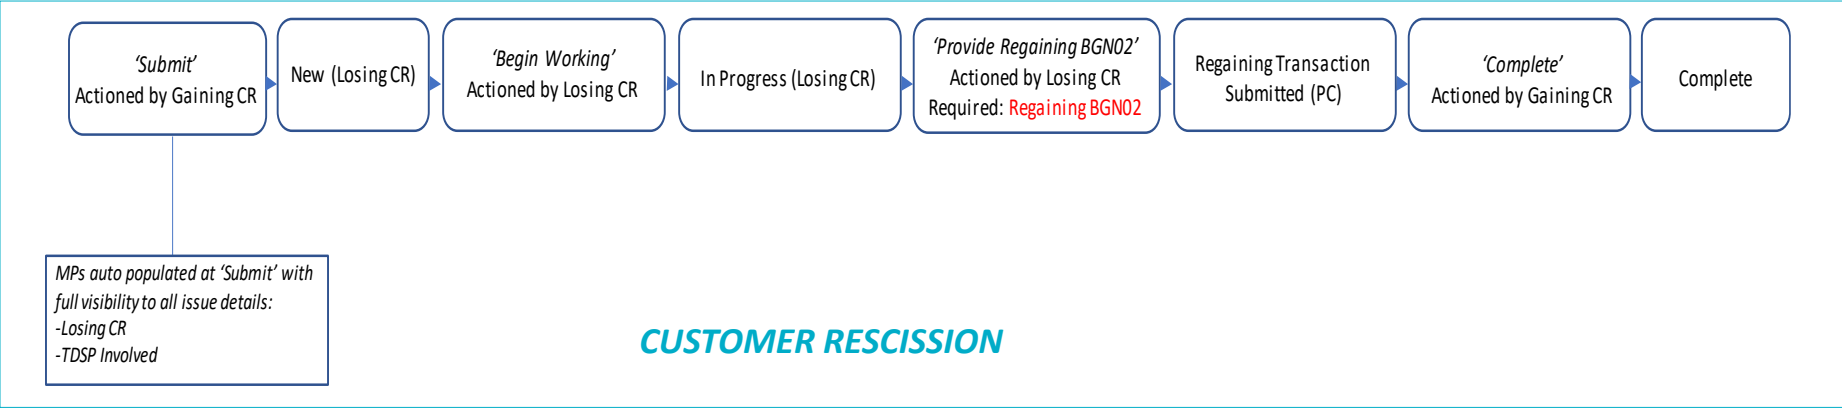 ‘Submit’
Actioned by Gaining CR
New (Losing CR)
‘Begin Working’
Actioned by Losing CR
In Progress (Losing CR)
‘Provide Regaining BGN02’
Actioned by Losing CR
Required: Regaining BGN02
Regaining Transaction
Submitted (PC)
‘Complete’
Actioned by Gaining CR
Complete
MPs auto populated at ‘Submit’ with
full visibility to all issue details:
-Losing CR
-TDSP Involved
CUSTOMER RESCISSION